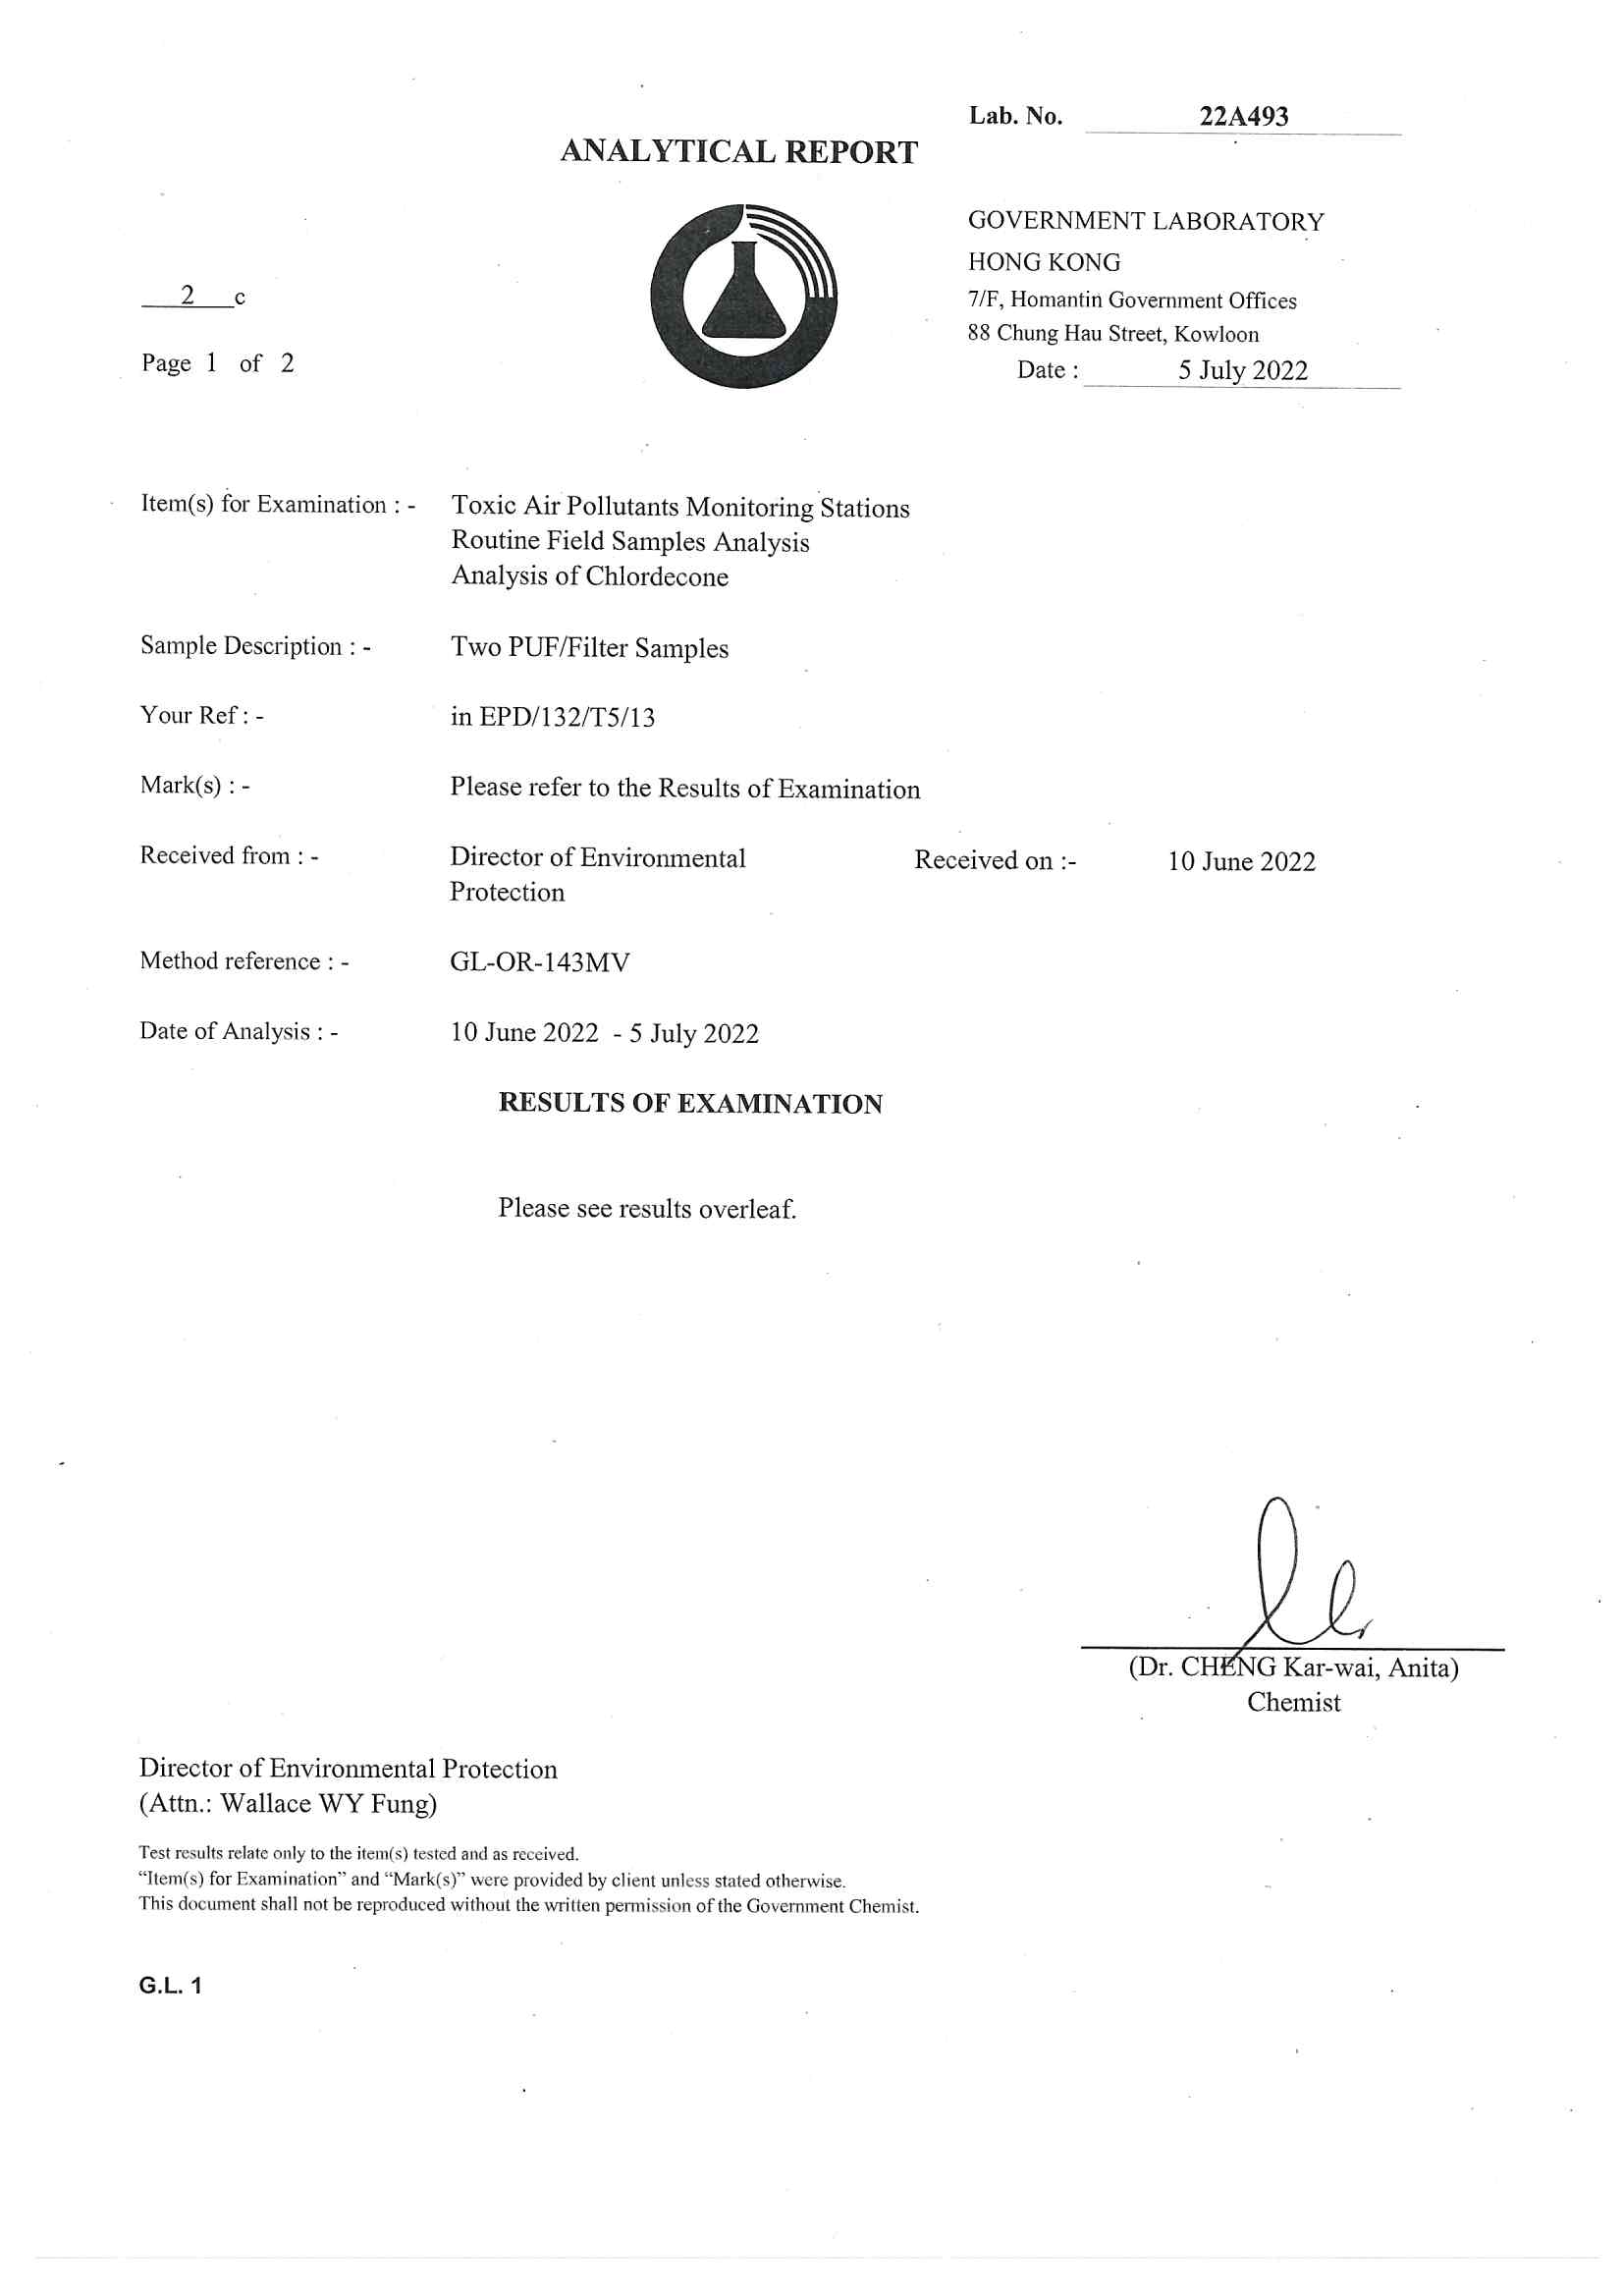 Lab. No. 22A493
ANALYTICAL REPORT
GOVERNMENT LABORATORY
HONG KONG
7/F, Homantin Government Offices
88 Chung Hau Street, Kowloon
Date : 5 July 2022
2 c
Page 1 of 2
Item(s) for Examination : - Toxic Air Pollutants Monitoring Stations
Routine Field Samples Analysis
Analysis of Chlordecone
Sample Description : - Two PUF/Filter Samples
Your Ref : - in EPD/132/T5/13
Mark(s) : - Please refer to the Results of Examination
Received from : - Director of Environmental Received on :- 10 June 2022
Protection
Method reference : - GL-OR-143MV
Date of Analysis : - 10 June 2022 - 5 July 2022
RESULTS OF EXAMINATION
Please see results overleaf.
(Dr. CHENG Kar-wai, Anita)
Chemist
Director of Environmental Protection
(Attn.: Wallace WY Fung)
Test results relate only to the item(s) tested and as received.
“Item(s) for Examination” and “Mark(s)” were provided by client unless stated otherwise.
This document shall not be reproduced without the written permission of the Government Chemist.
G.L. 1